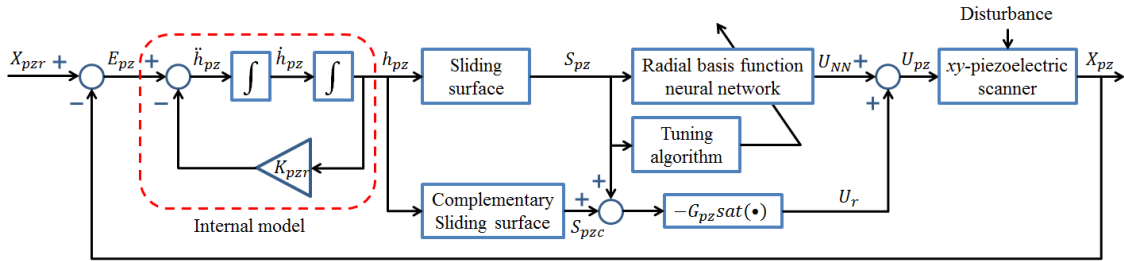 Disturbance
X_pzr
+
E_pz
+
ḧ_pz
∫
ḣ_pz
∫
h_pz
Sliding
surface
S_pz
Radial basis function
neural network
U_NN
+
U_pz
xy-piezoelectric
scanner
X_pz
−
−
+
K_pzr
Tuning
algorithm
Internal model
Complementary
Sliding surface
+
+
S_pzc
−G_pz sat(•)
U_r